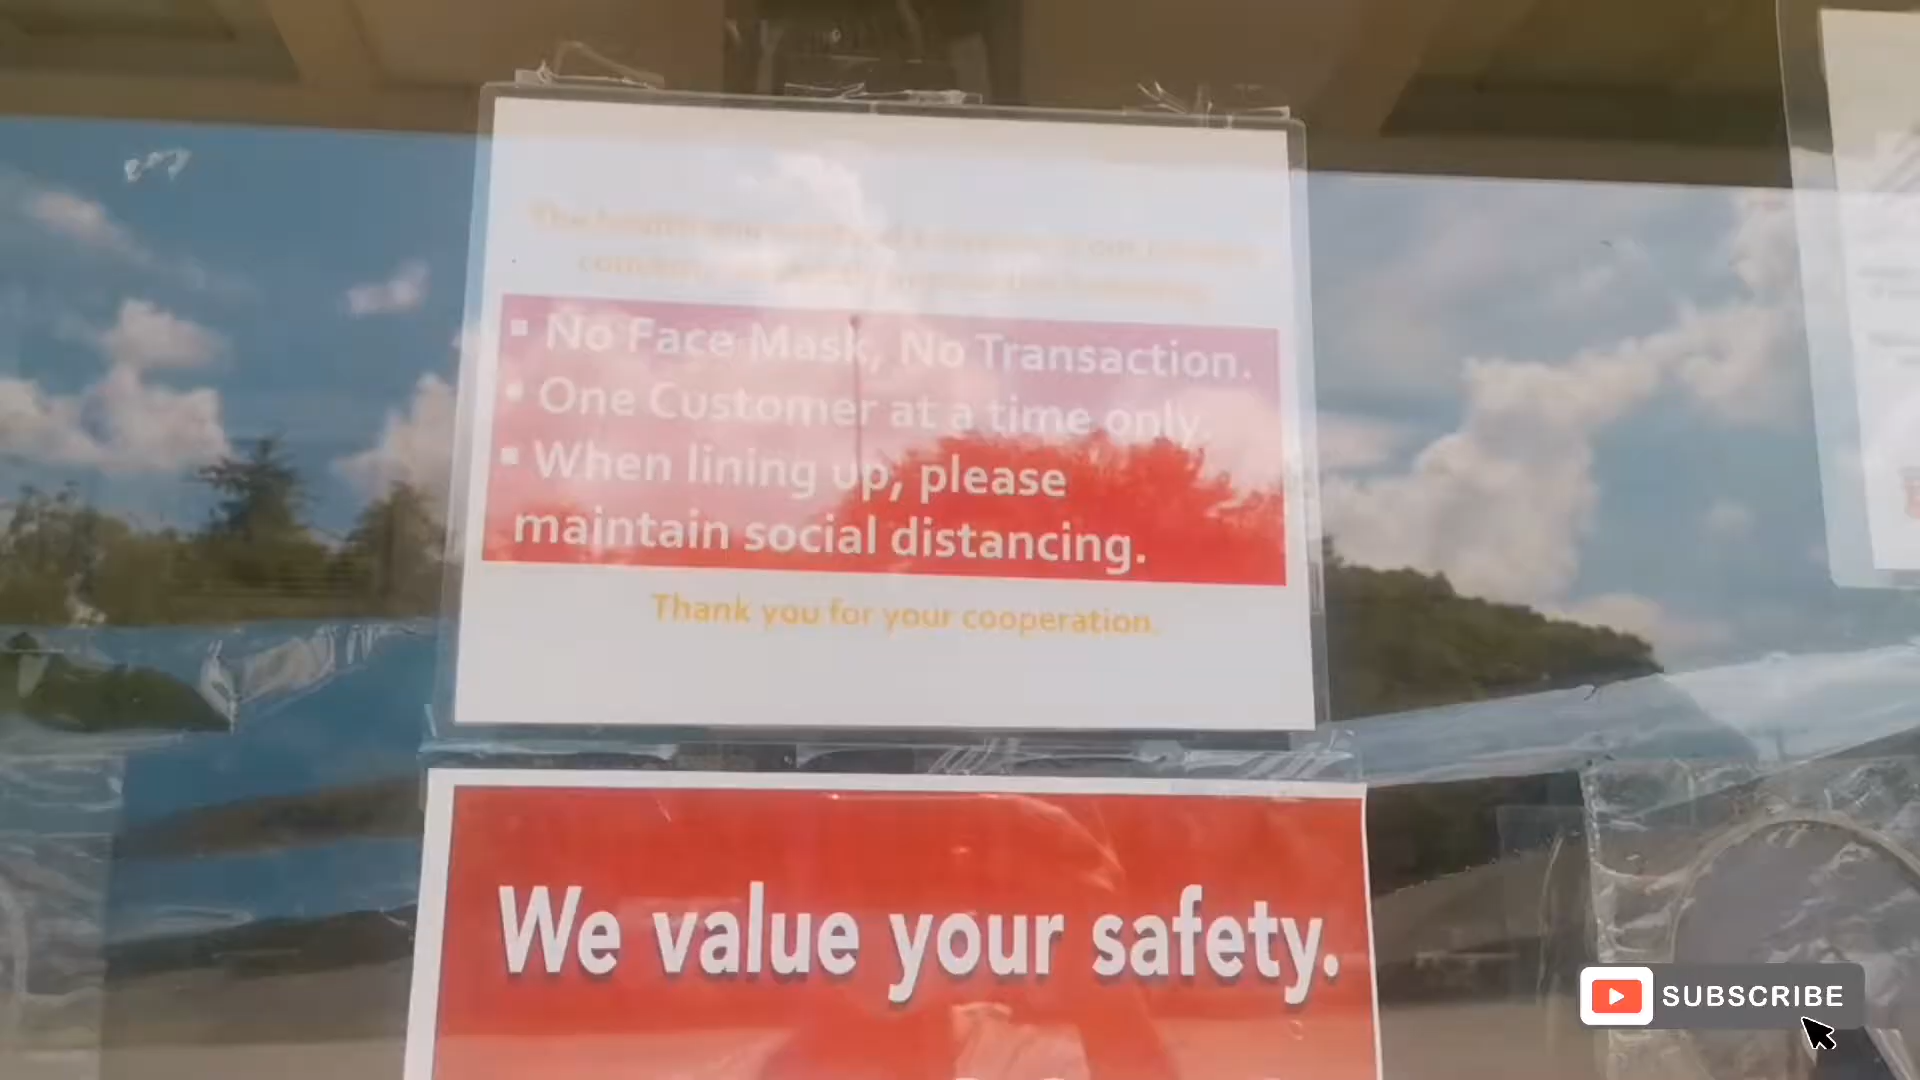 ▪ No Face Mask, No Transaction.
▪ One Customer at a time only.
▪ When lining up, please
maintain social distancing.
Thank you for your cooperation.
We value your safety.
SUBSCRIBE